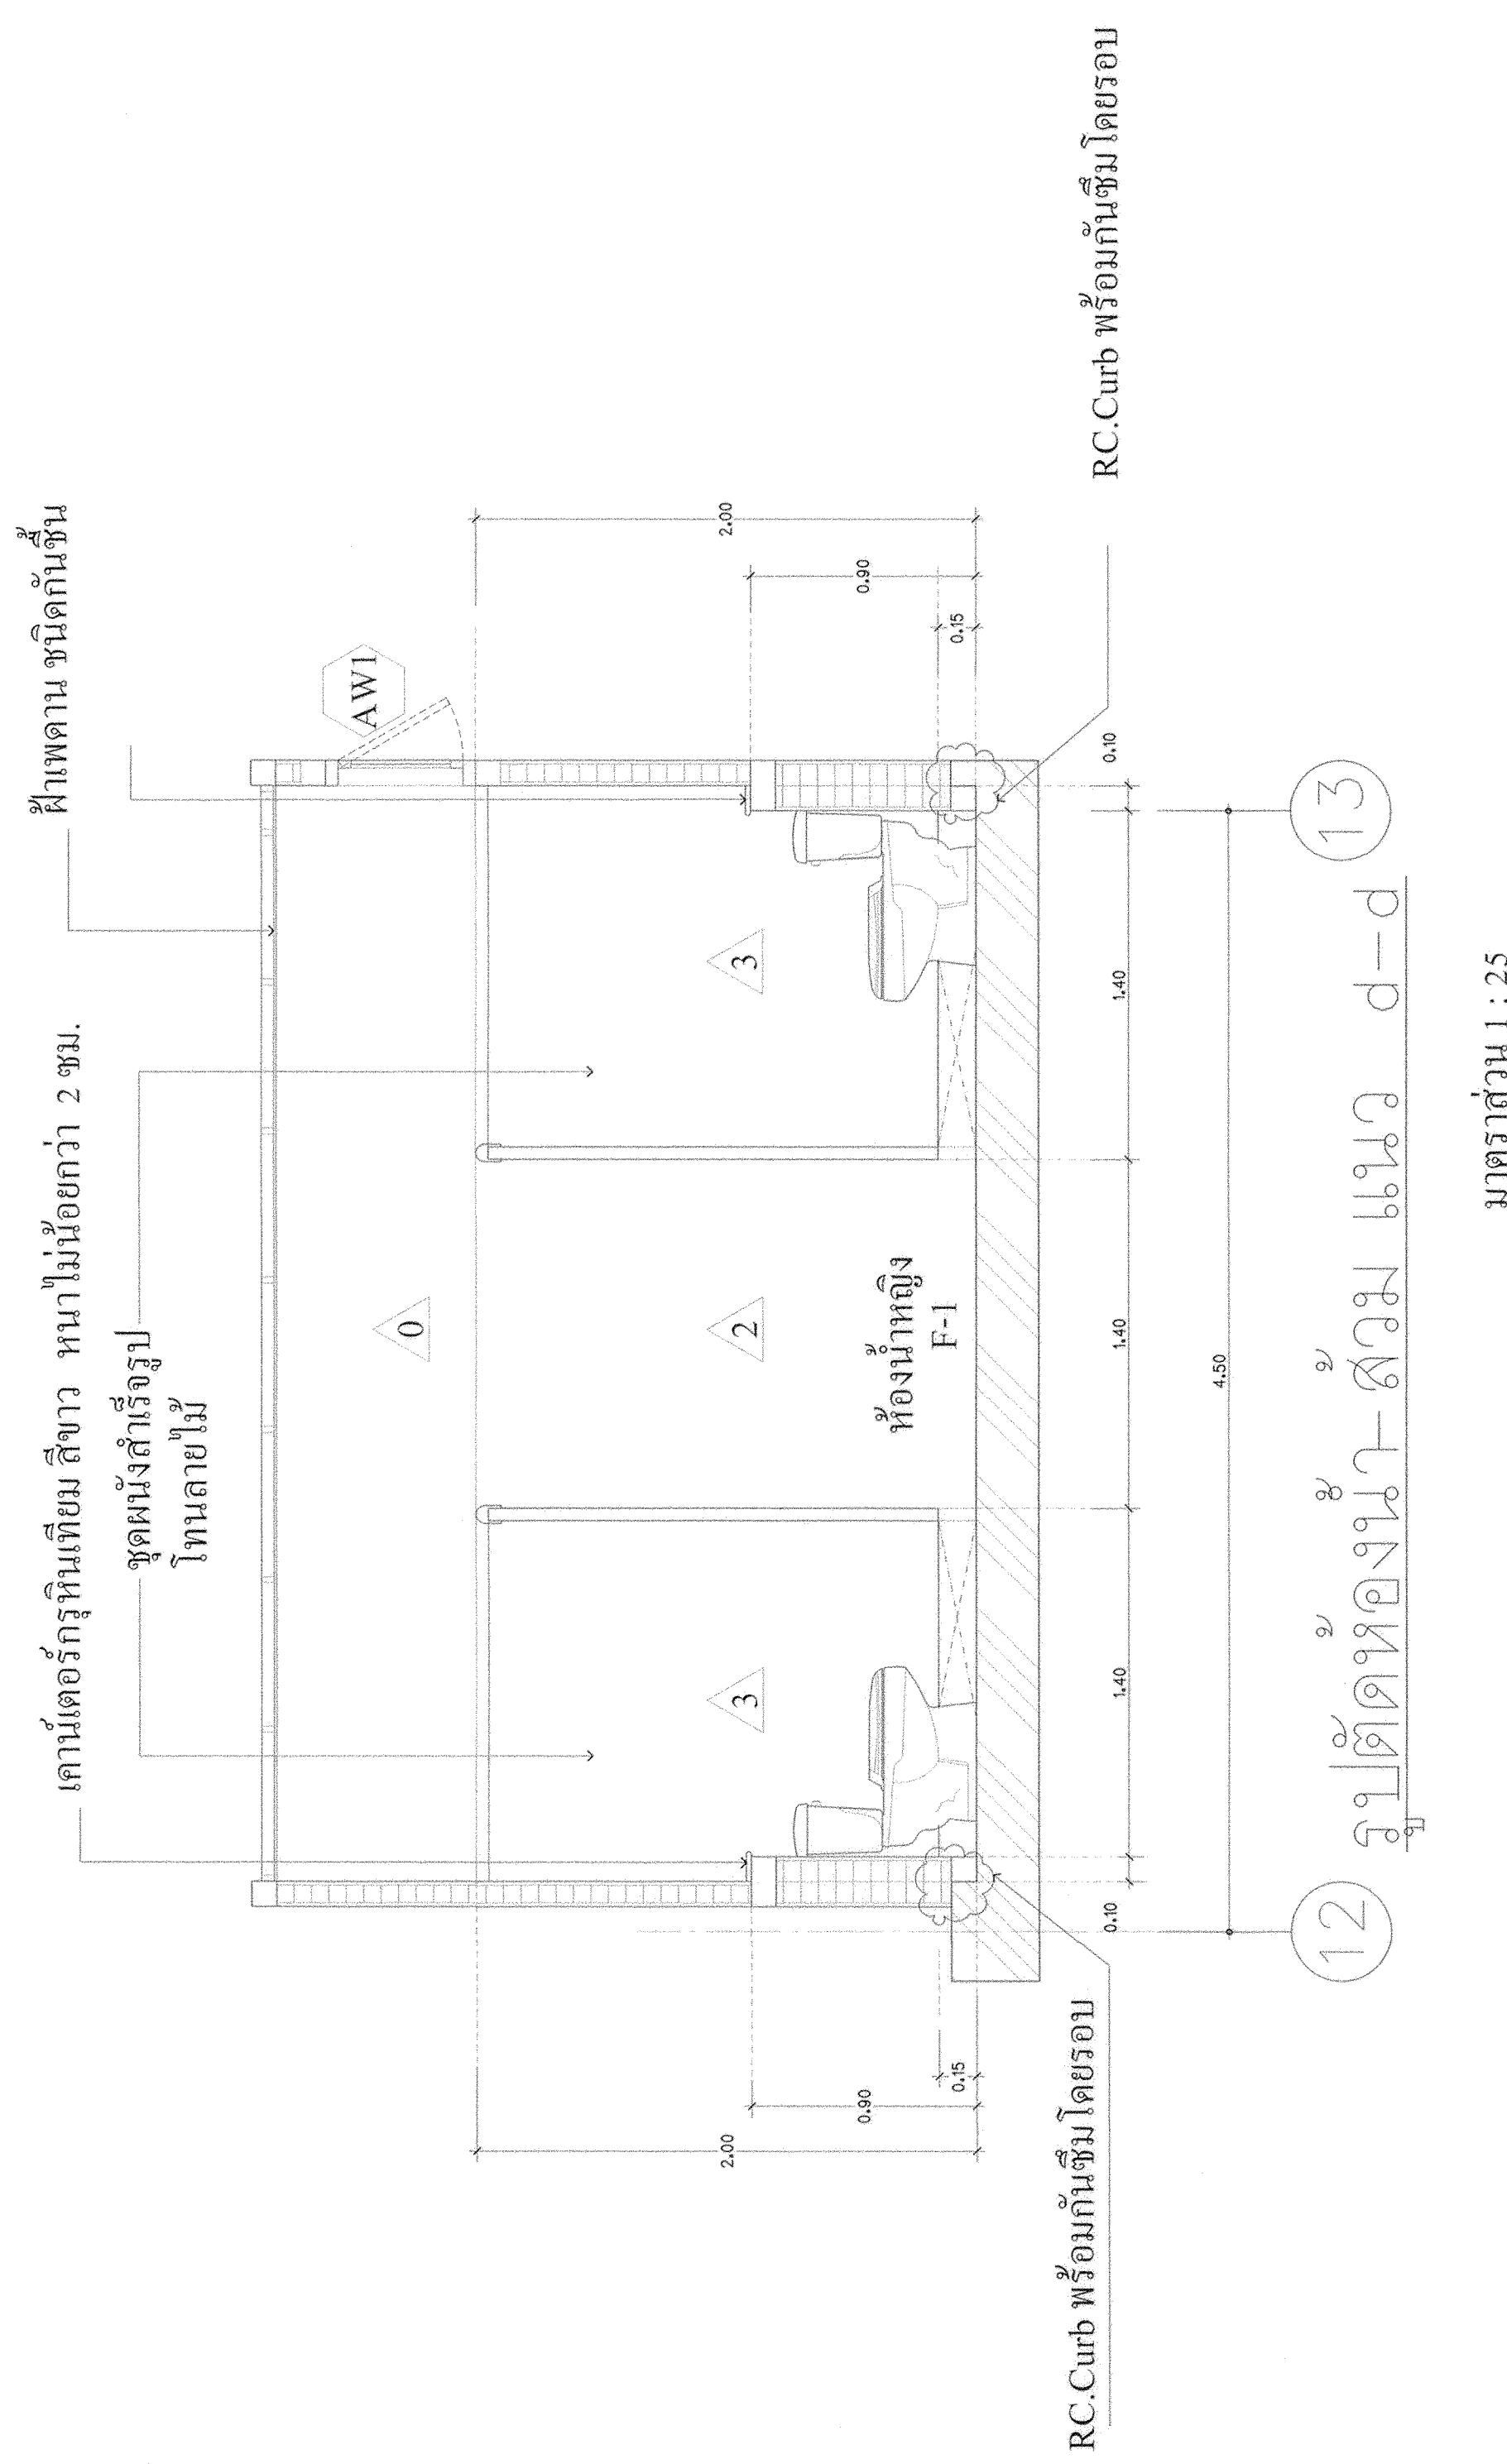 เคาน์เตอร์กรุหินเทียม สีขาว หนาไม่น้อยกว่า 2 ซม.
ฝ้าเพดาน ชนิดกันชื้น
ชุดผนังสำเร็จรูป
โทนลายไม้
AW1
0
3
2
3
ห้องน้ำหญิง
F-1
2.00
0.90
0.15
2.00
0.90
0.15
0.10
1.40
1.40
1.40
0.10
4.50
RC.Curb พร้อมกันซึมโดยรอบ
RC.Curb พร้อมกันซึมโดยรอบ
12
13
รูปตัดห้องน้ำ-ส้วม แนว d-d
มาตราส่วน 1 : 25